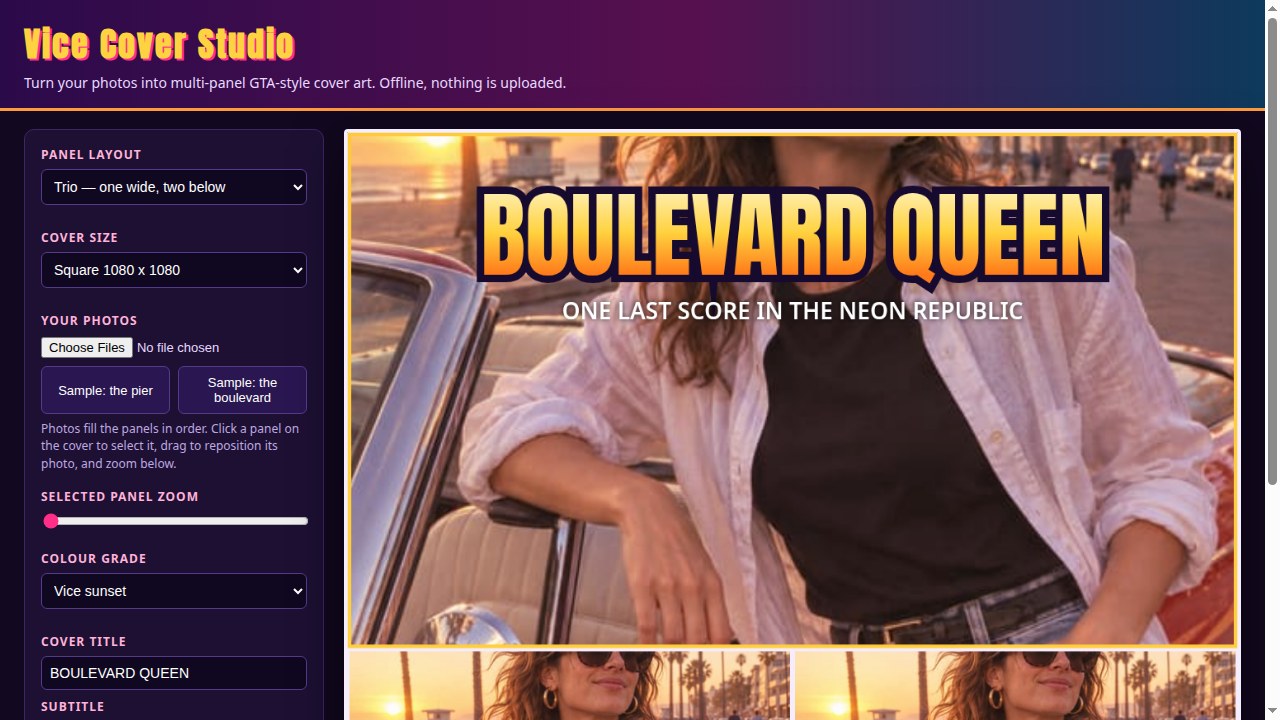 Vice Cover Studio
Turn your photos into multi-panel GTA-style cover art. Offline, nothing is uploaded.
PANEL LAYOUT
Trio — one wide, two below
COVER SIZE
Square 1080 x 1080
YOUR PHOTOS
Choose Files No file chosen
Sample: the pier
Sample: the
boulevard
Photos fill the panels in order. Click a panel on
the cover to select it, drag to reposition its
photo, and zoom below.
SELECTED PANEL ZOOM
COLOUR GRADE
Vice sunset
COVER TITLE
BOULEVARD QUEEN
SUBTITLE
BOULEVARD QUEEN
ONE LAST SCORE IN THE NEON REPUBLIC